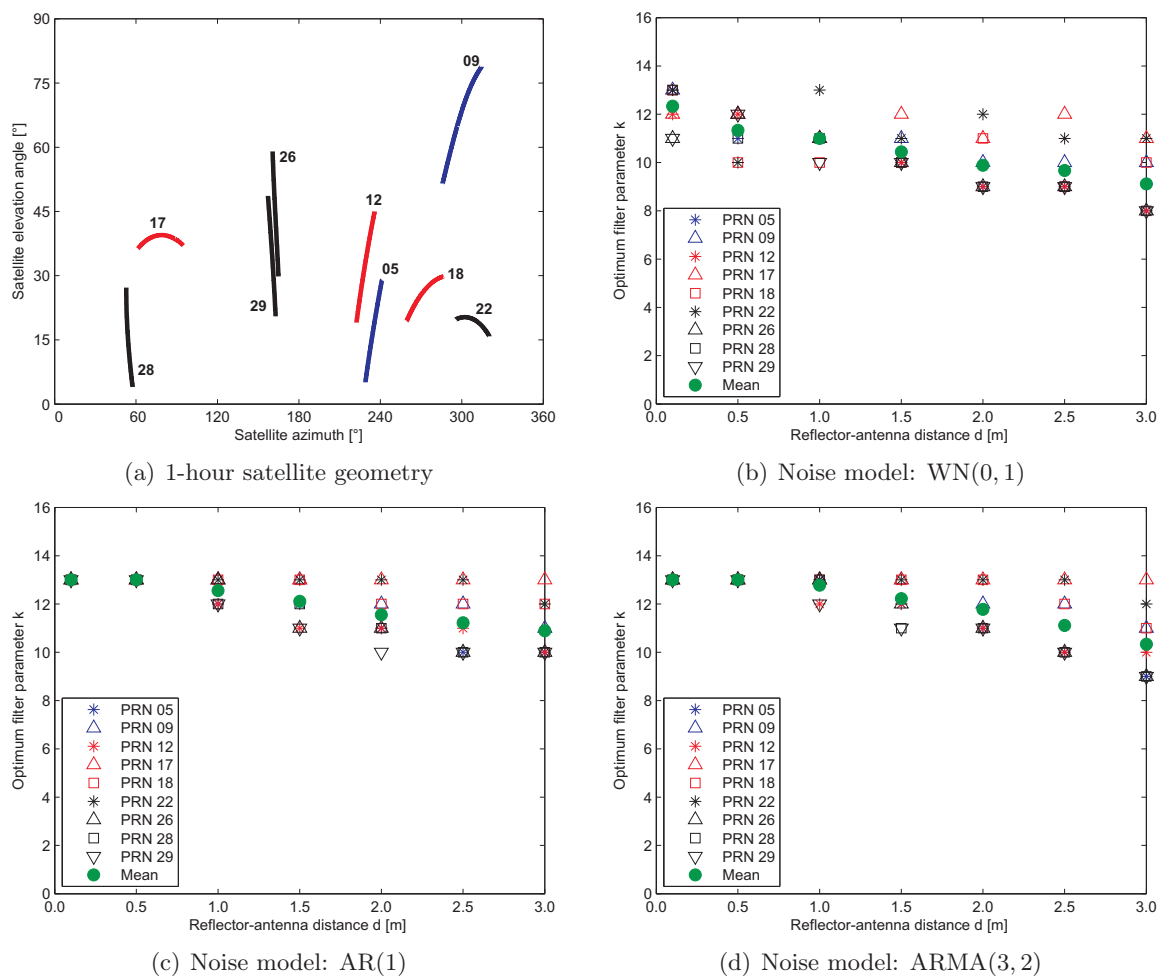 90
75
60
45
30
15
0
Satellite elevation angle [°]
09
26
17
12
05
18
29
22
28
0 60 120 180 240 300 360
Satellite azimuth [°]
(a) 1-hour satellite geometry
16
14
12
10
8
6
4
2
0
Optimum filter parameter k
PRN 05
PRN 09
PRN 12
PRN 17
PRN 18
PRN 22
PRN 26
PRN 28
PRN 29
Mean
0.0 0.5 1.0 1.5 2.0 2.5 3.0
Reflector-antenna distance d [m]
(b) Noise model: WN(0, 1)
16
14
12
10
8
6
4
2
0
Optimum filter parameter k
PRN 05
PRN 09
PRN 12
PRN 17
PRN 18
PRN 22
PRN 26
PRN 28
PRN 29
Mean
0.0 0.5 1.0 1.5 2.0 2.5 3.0
Reflector-antenna distance d [m]
(c) Noise model: AR(1)
16
14
12
10
8
6
4
2
0
Optimum filter parameter k
PRN 05
PRN 09
PRN 12
PRN 17
PRN 18
PRN 22
PRN 26
PRN 28
PRN 29
Mean
0.0 0.5 1.0 1.5 2.0 2.5 3.0
Reflector-antenna distance d [m]
(d) Noise model: ARMA(3, 2)